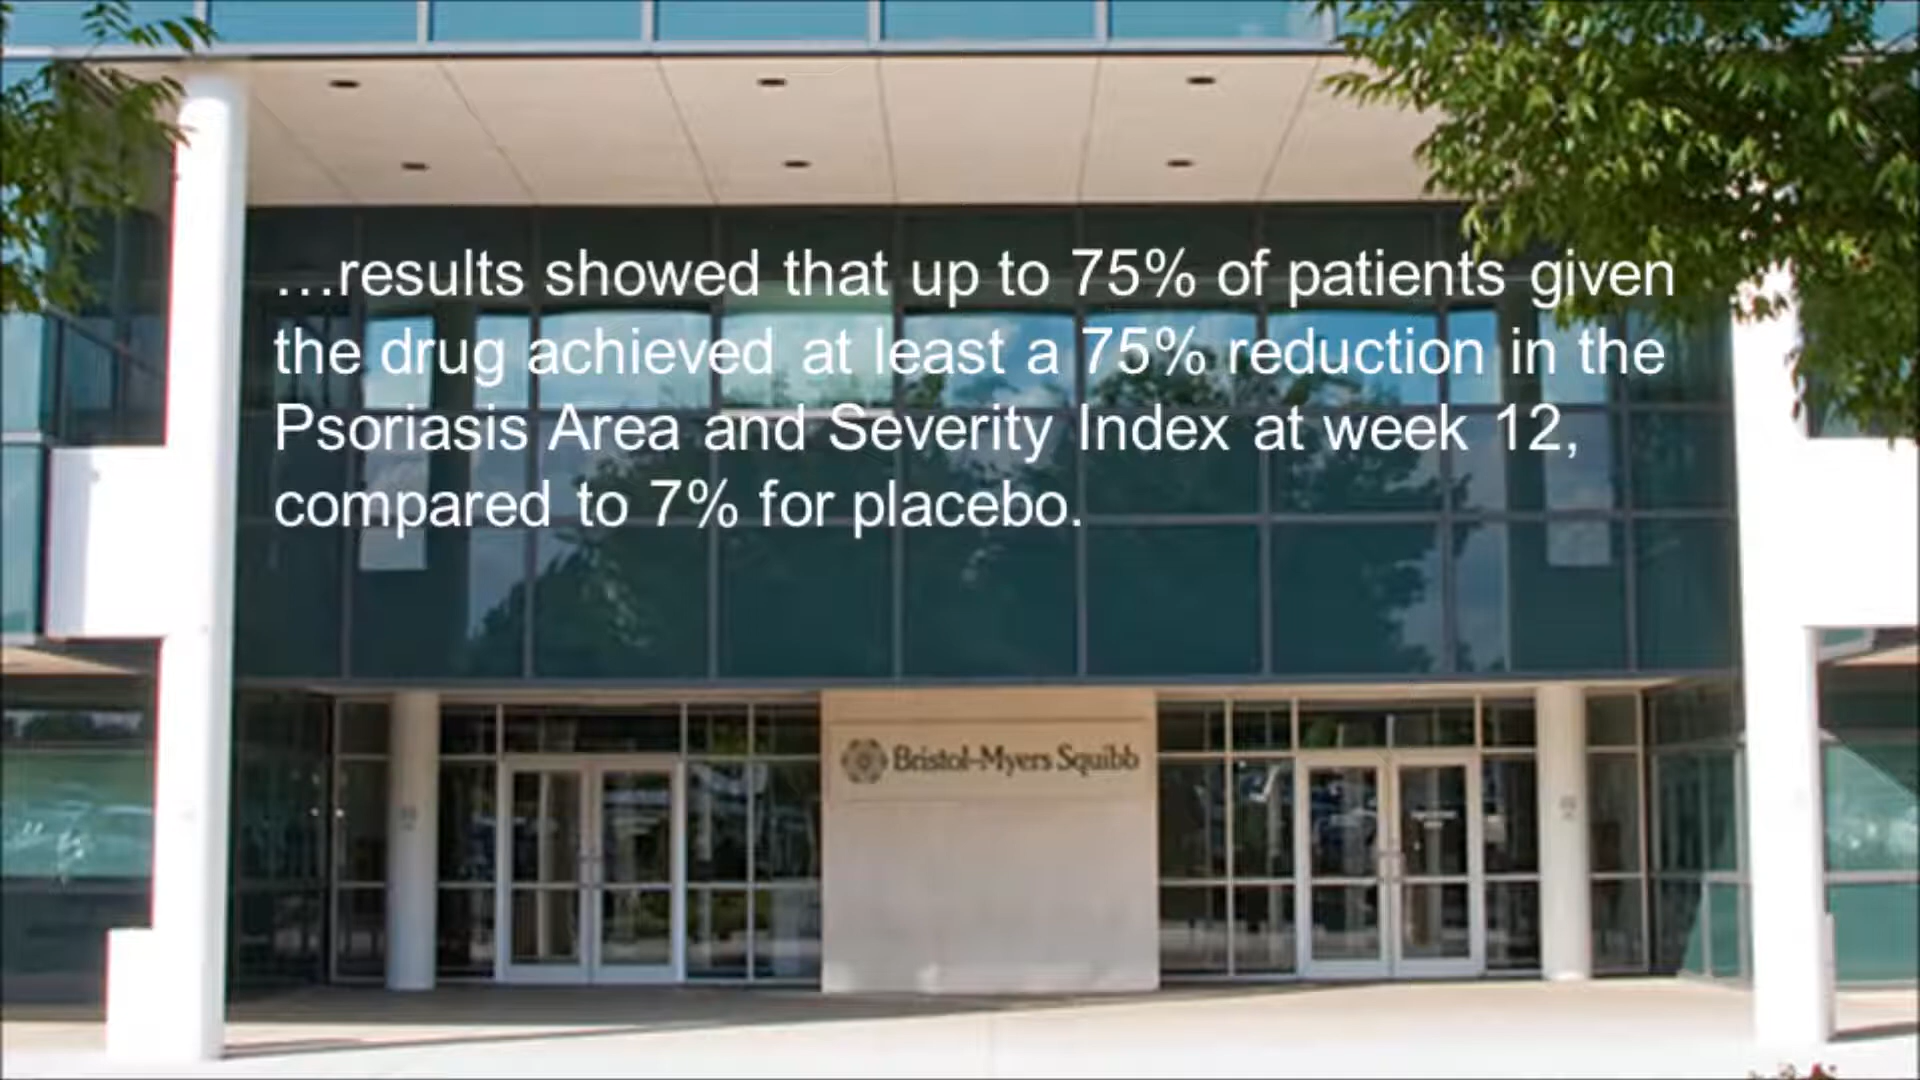 …results showed that up to 75% of patients given
the drug achieved at least a 75% reduction in the
Psoriasis Area and Severity Index at week 12,
compared to 7% for placebo.
Bristol-Myers Squibb